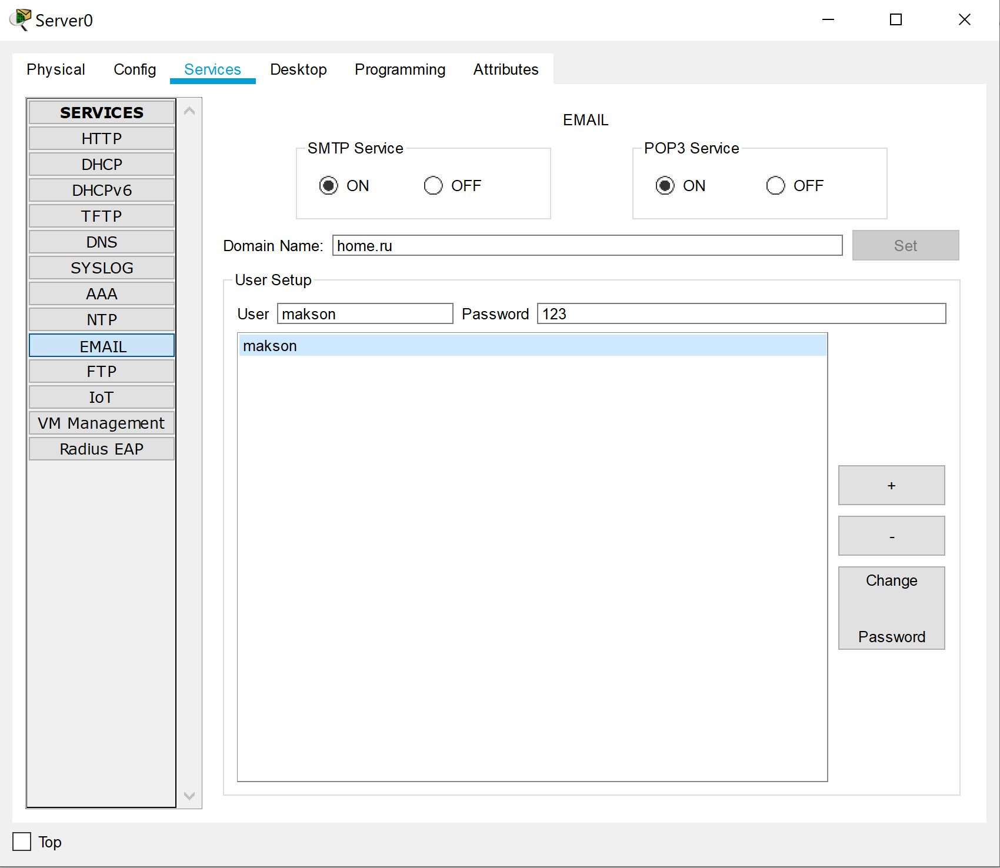 Server0
Physical Config Services Desktop Programming Attributes
SERVICES
HTTP
DHCP
DHCPv6
TFTP
DNS
SYSLOG
AAA
NTP
EMAIL
FTP
IoT
VM Management
Radius EAP
EMAIL
SMTP Service
ON OFF
POP3 Service
ON OFF
Domain Name: home.ru Set
User Setup
User makson Password 123
makson
+
-
Change
Password
Top